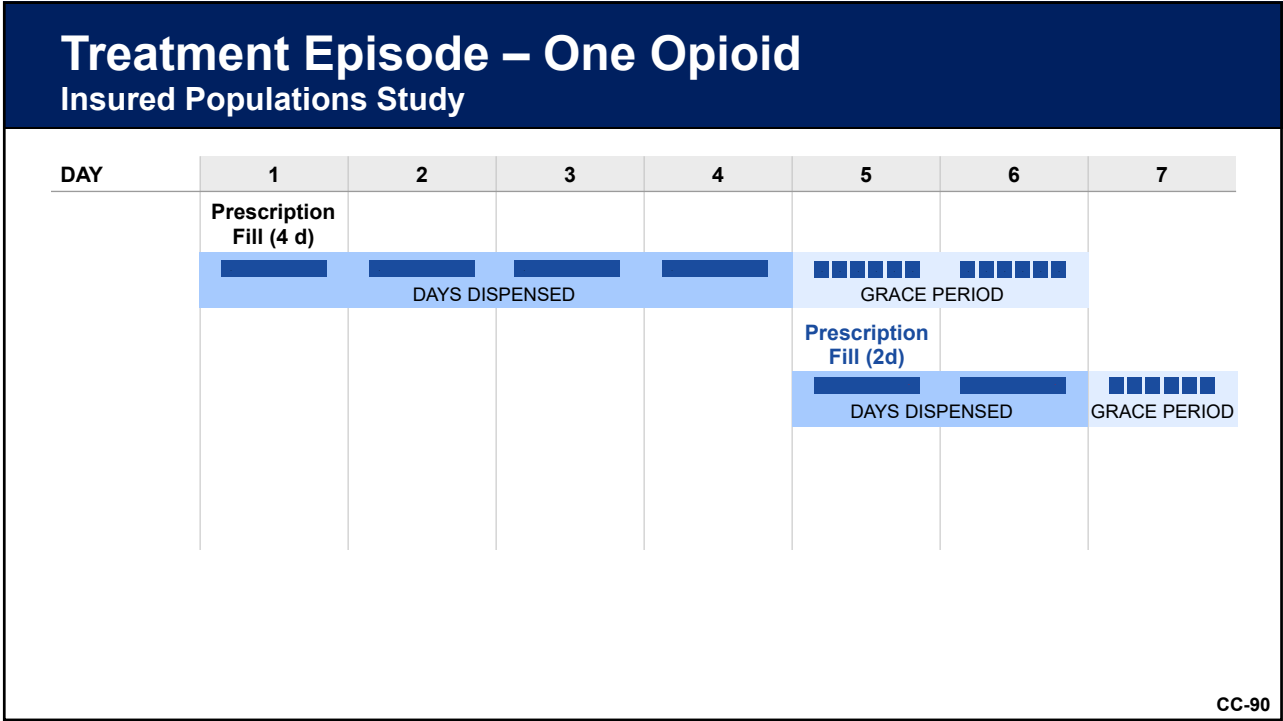 Treatment Episode – One Opioid
Insured Populations Study
DAY 1 2 3 4 5 6 7
Prescription
Fill (4 d)
DAYS DISPENSED GRACE PERIOD
Prescription
Fill (2d)
DAYS DISPENSED GRACE PERIOD
CC-90